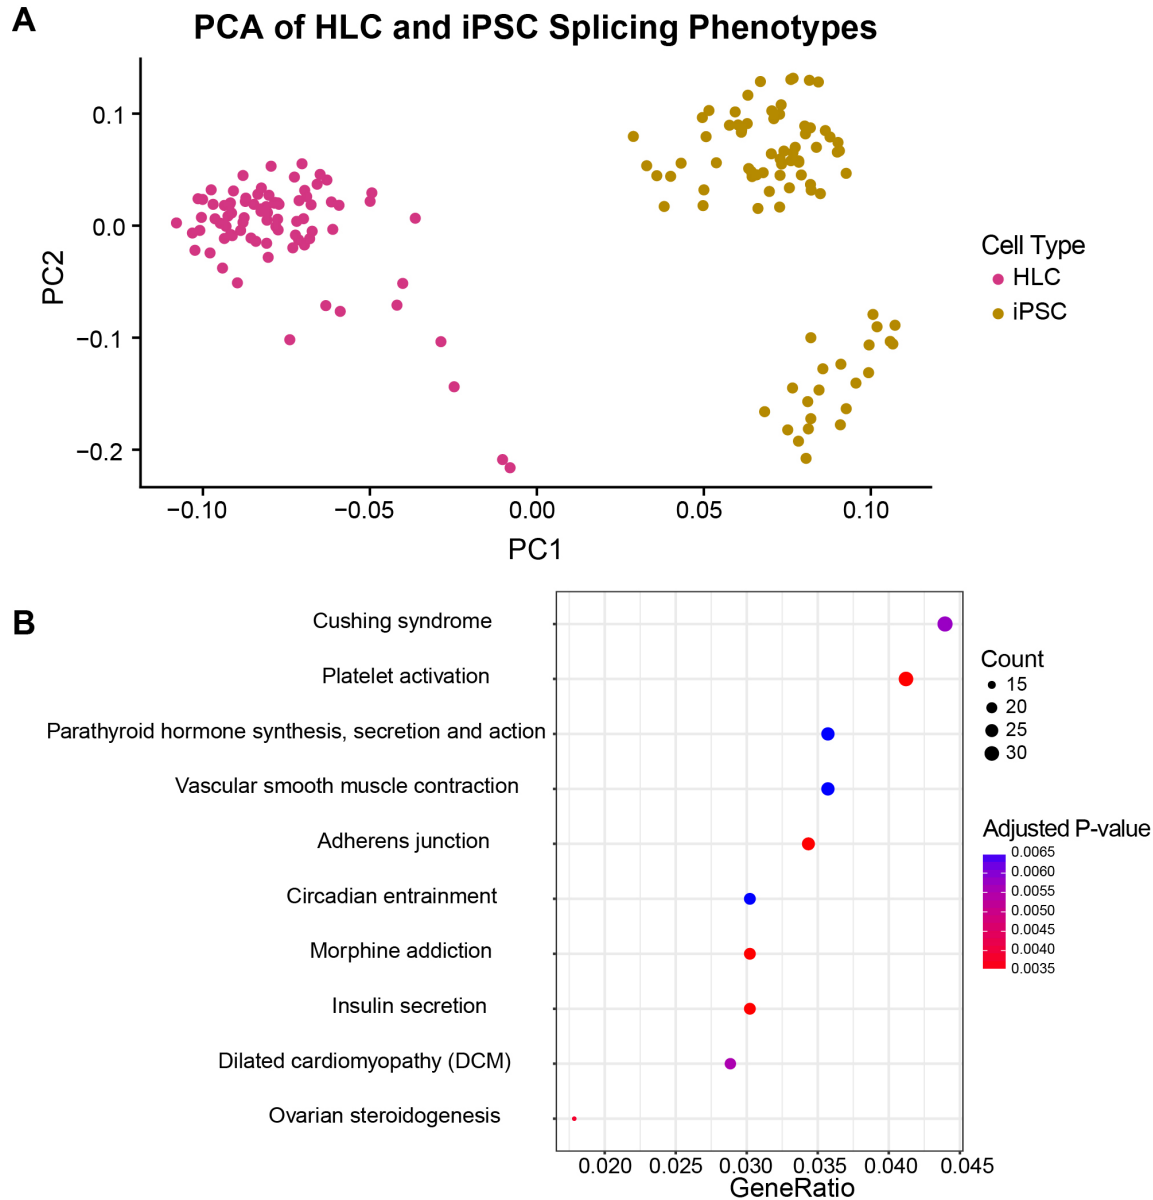 A
PCA of HLC and iPSC Splicing Phenotypes
0.1
0.0
−0.1
−0.2
PC2
−0.10
−0.05
0.00
0.05
0.10
PC1
Cell Type
HLC
iPSC
B
Cushing syndrome
Platelet activation
Parathyroid hormone synthesis, secretion and action
Vascular smooth muscle contraction
Adherens junction
Circadian entrainment
Morphine addiction
Insulin secretion
Dilated cardiomyopathy (DCM)
Ovarian steroidogenesis
0.020
0.025
0.030
0.035
0.040
0.045
GeneRatio
Count
15
20
25
30
Adjusted P-value
0.0065
0.0060
0.0055
0.0050
0.0045
0.0040
0.0035